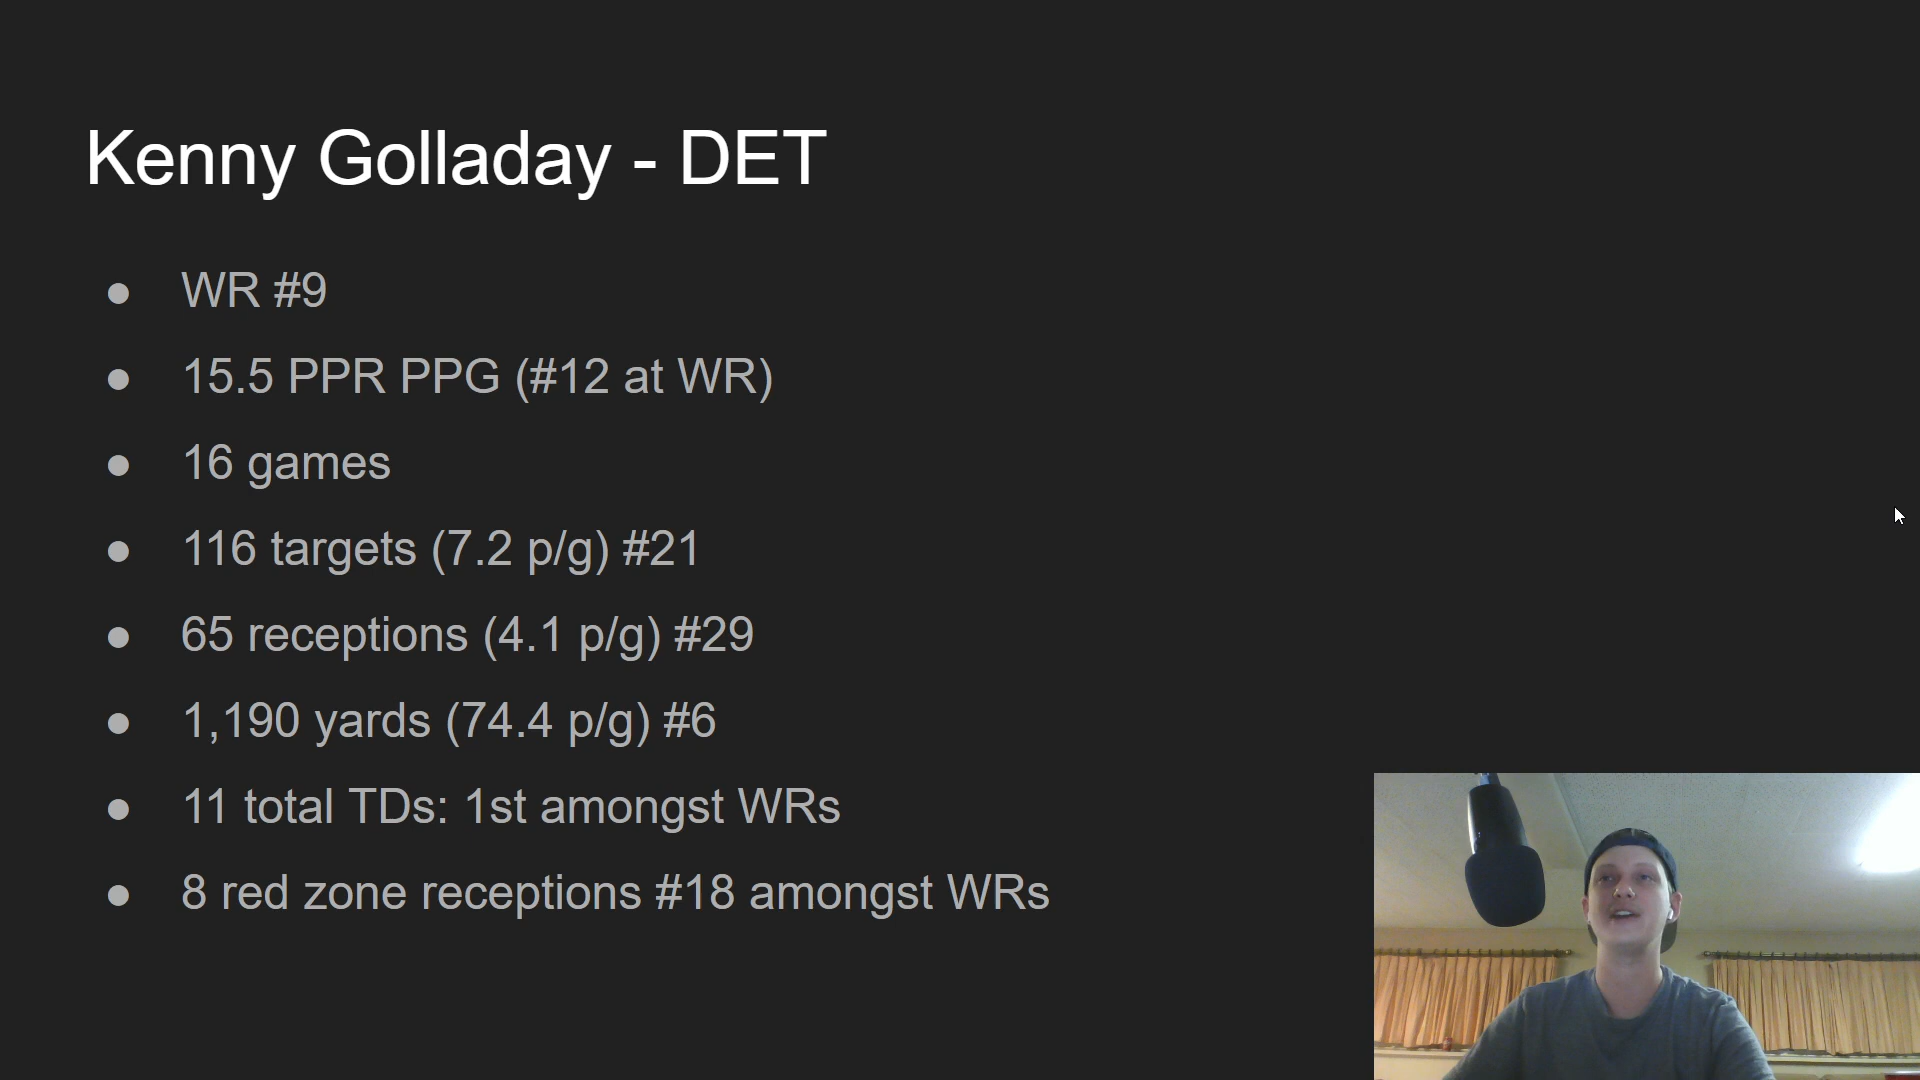 Kenny Golladay - DET
● WR #9
● 15.5 PPR PPG (#12 at WR)
● 16 games
● 116 targets (7.2 p/g) #21
● 65 receptions (4.1 p/g) #29
● 1,190 yards (74.4 p/g) #6
● 11 total TDs: 1st amongst WRs
● 8 red zone receptions #18 amongst WRs